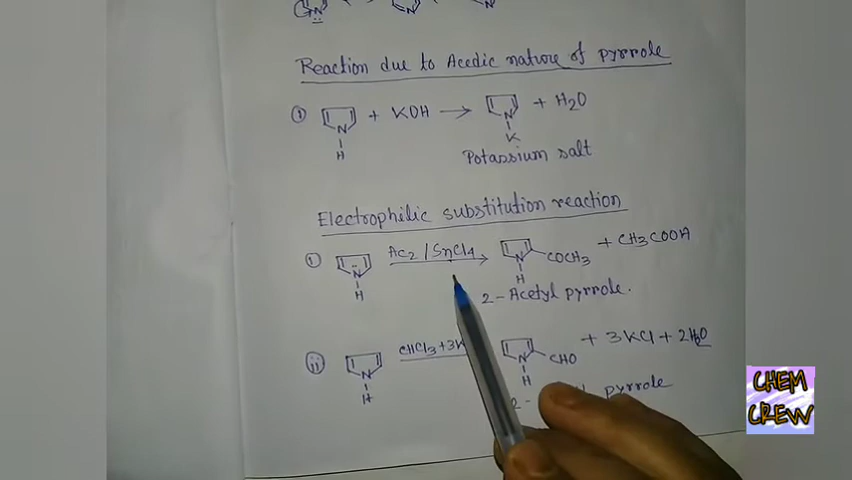 N
N
N
Reaction due to Acedic nature of pyrrole
① N H + KOH → N K + H2O
Potassium salt
Electrophilic substitution reaction
① N H Ac2 / SnCl4 → N H COCH3 + CH3COOH
2-Acetyl pyrrole.
ⓘⓘ N H CHCl3 + 3K N H CHO + 3KCl + 2H2O
2- pyrrole
CHEM
CREW